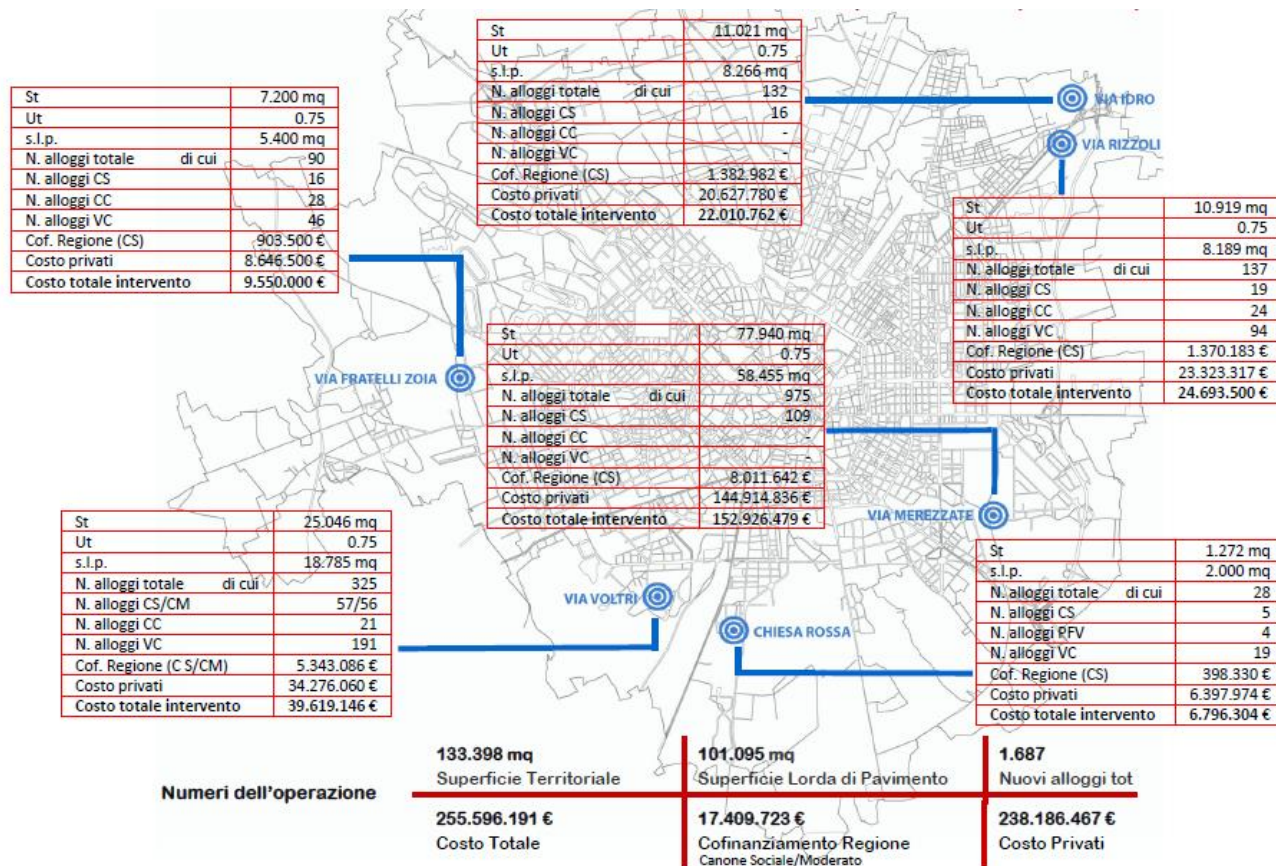 St 11.021 mq
Ut 0.75
s.l.p. 8.266 mq
N. alloggi totale di cui 132
N. alloggi CS 16
N. alloggi CC -
N. alloggi VC -
Cof. Regione (CS) 1.382.982 €
Costo privati 20.627.780 €
Costo totale intervento 22.010.762 €
VIA IDRO
VIA RIZZOLI
St 7.200 mq
Ut 0.75
s.l.p. 5.400 mq
N. alloggi totale di cui 90
N. alloggi CS 16
N. alloggi CC 28
N. alloggi VC 46
Cof. Regione (CS) 903.500 €
Costo privati 8.646.500 €
Costo totale intervento 9.550.000 €
St 10.919 mq
Ut 0.75
s.l.p. 8.189 mq
N. alloggi totale di cui 137
N. alloggi CS 19
N. alloggi CC 24
N. alloggi VC 94
Cof. Regione (CS) 1.370.183 €
Costo privati 23.323.317 €
Costo totale intervento 24.693.500 €
VIA FRATELLI ZOIA
St 77.940 mq
Ut 0.75
s.l.p. 58.455 mq
N. alloggi totale di cui 975
N. alloggi CS 109
N. alloggi CC -
N. alloggi VC -
Cof. Regione (CS) 8.011.642 €
Costo privati 144.914.836 €
Costo totale intervento 152.926.479 €
VIA MEREZZATE
St 25.046 mq
Ut 0.75
s.l.p. 18.785 mq
N. alloggi totale di cui 325
N. alloggi CS/CM 57/56
N. alloggi CC 21
N. alloggi VC 191
Cof. Regione (C S/CM) 5.343.086 €
Costo privati 34.276.060 €
Costo totale intervento 39.619.146 €
VIA VOLTRI
CHIESA ROSSA
St 1.272 mq
s.l.p. 2.000 mq
N. alloggi totale di cui 28
N. alloggi CS 5
N. alloggi PFV 4
N. alloggi VC 19
Cof. Regione (CS) 398.330 €
Costo privati 6.397.974 €
Costo totale intervento 6.796.304 €
Numeri dell'operazione
133.398 mq
Superficie Territoriale
101.095 mq
Superficie Lorda di Pavimento
1.687
Nuovi alloggi tot
255.596.191 €
Costo Totale
17.409.723 €
Cofinanziamento Regione
Canone Sociale/Moderato
238.186.467 €
Costo Privati